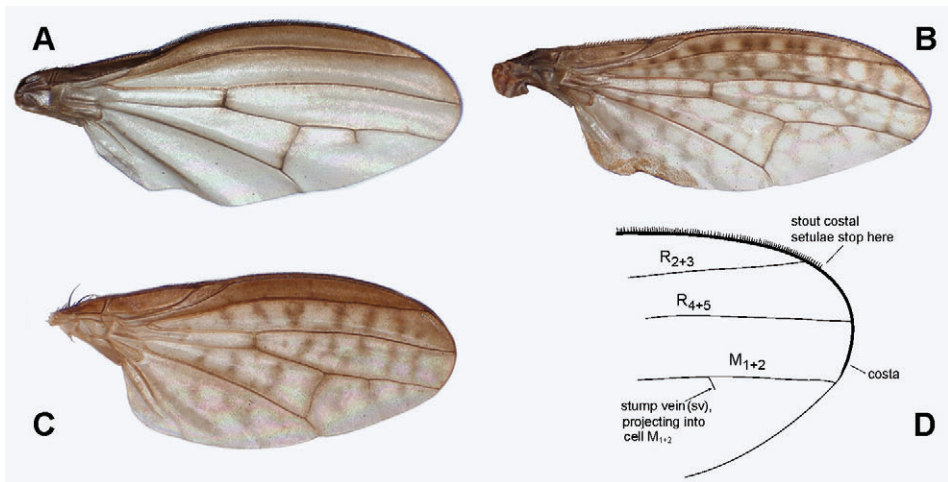 A
B
stout costal
setulae stop here
R2+3
R4+5
M1+2
costa
stump vein (sv),
projecting into
cell M1+2
C
D